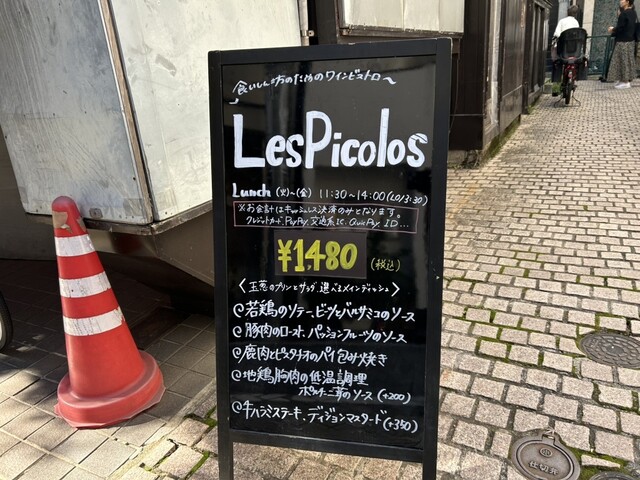 食いしん坊のためのワインビストロ〜
LesPicolos
Lunch (火)〜(金) 11:30〜14:00 (LO13:30)
※お会計はキャッシュレス決済のみとなります。
クレジットカード、PayPay、交通系IC、QuicPay、ID...
¥1,480 (税込)
〈玉葱のプリンとサラダ、選べるメインディッシュ〉
@若鶏のソテー、ビーツとバルサミコのソース
@豚肉のロースト、パッションフルーツのソース
@鹿肉とピスタチオのパイ包み焼き
@地鶏胸肉の低温調理
ポルチーニ茸のソース (+200)
@牛ハラミステーキ、ディジョンマスタード (+350)
仕切弁